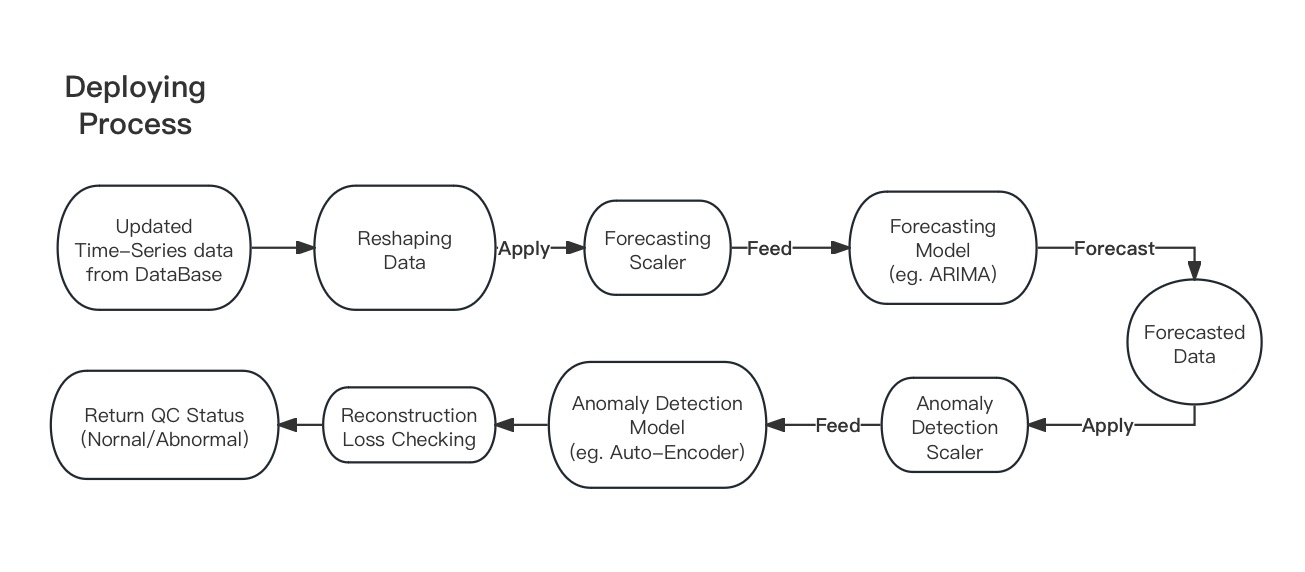 Deploying
Process
Updated
Time-Series data
from DataBase
Reshaping
Data
Apply
Forecasting
Scaler
Feed
Forecasting
Model
(eg. ARIMA)
Forecast
Forecasted
Data
Apply
Anomaly
Detection
Scaler
Feed
Anomaly Detection
Model
(eg. Auto-Encoder)
Reconstruction
Loss Checking
Return QC Status
(Nornal/Abnormal)